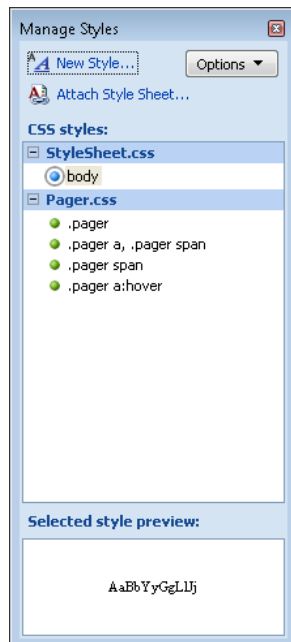 Manage Styles
New Style... Options
Attach Style Sheet...
CSS styles:
StyleSheet.css
body
Pager.css
.pager
.pager a, .pager span
.pager span
.pager a:hover
Selected style preview:
AaBbYyGgLlJj